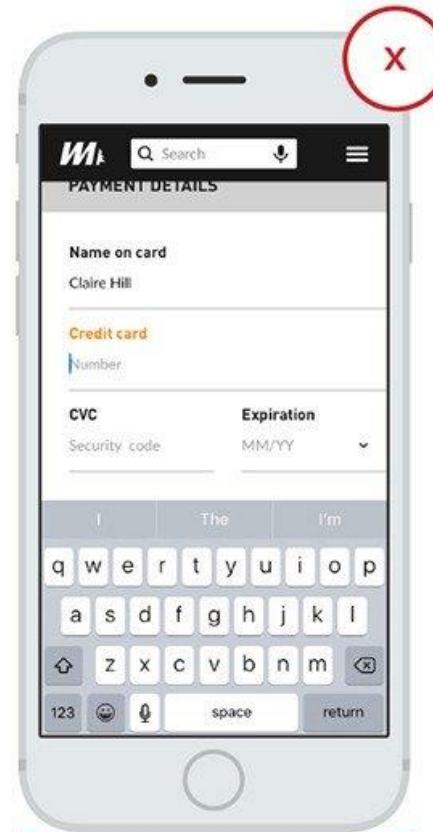 X
Search
PAYMENT DETAILS
Name on card
Claire Hill
Credit card
Number
CVC Expiration
Security code MM/YY
I The I'm
q w e r t y u i o p
a s d f g h j k l
z x c v b n m
123 space return